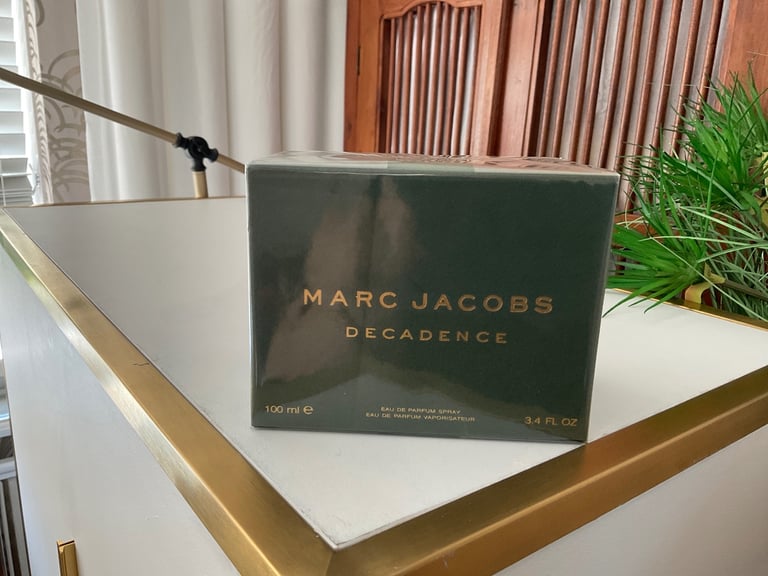 MARC JACOBS
DECADENCE
100 ml ℮
EAU DE PARFUM SPRAY
EAU DE PARFUM VAPORISATEUR
3.4 FL OZ